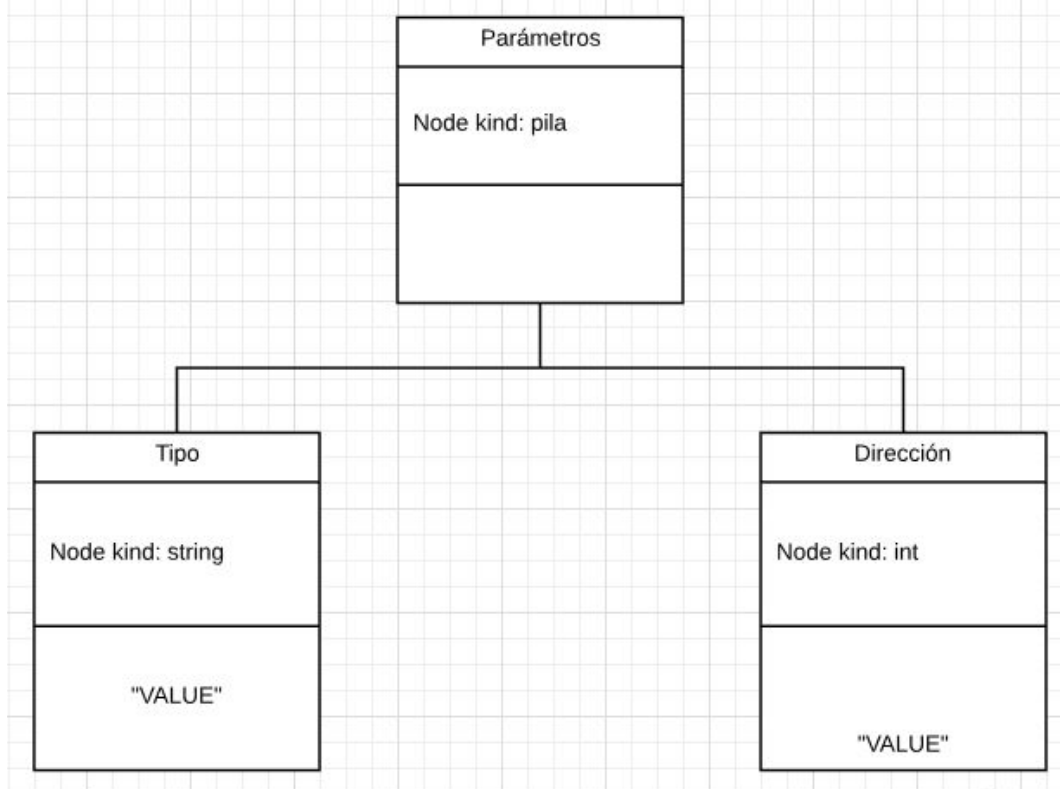 Parámetros
Node kind: pila
Tipo
Node kind: string
"VALUE"
Dirección
Node kind: int
"VALUE"